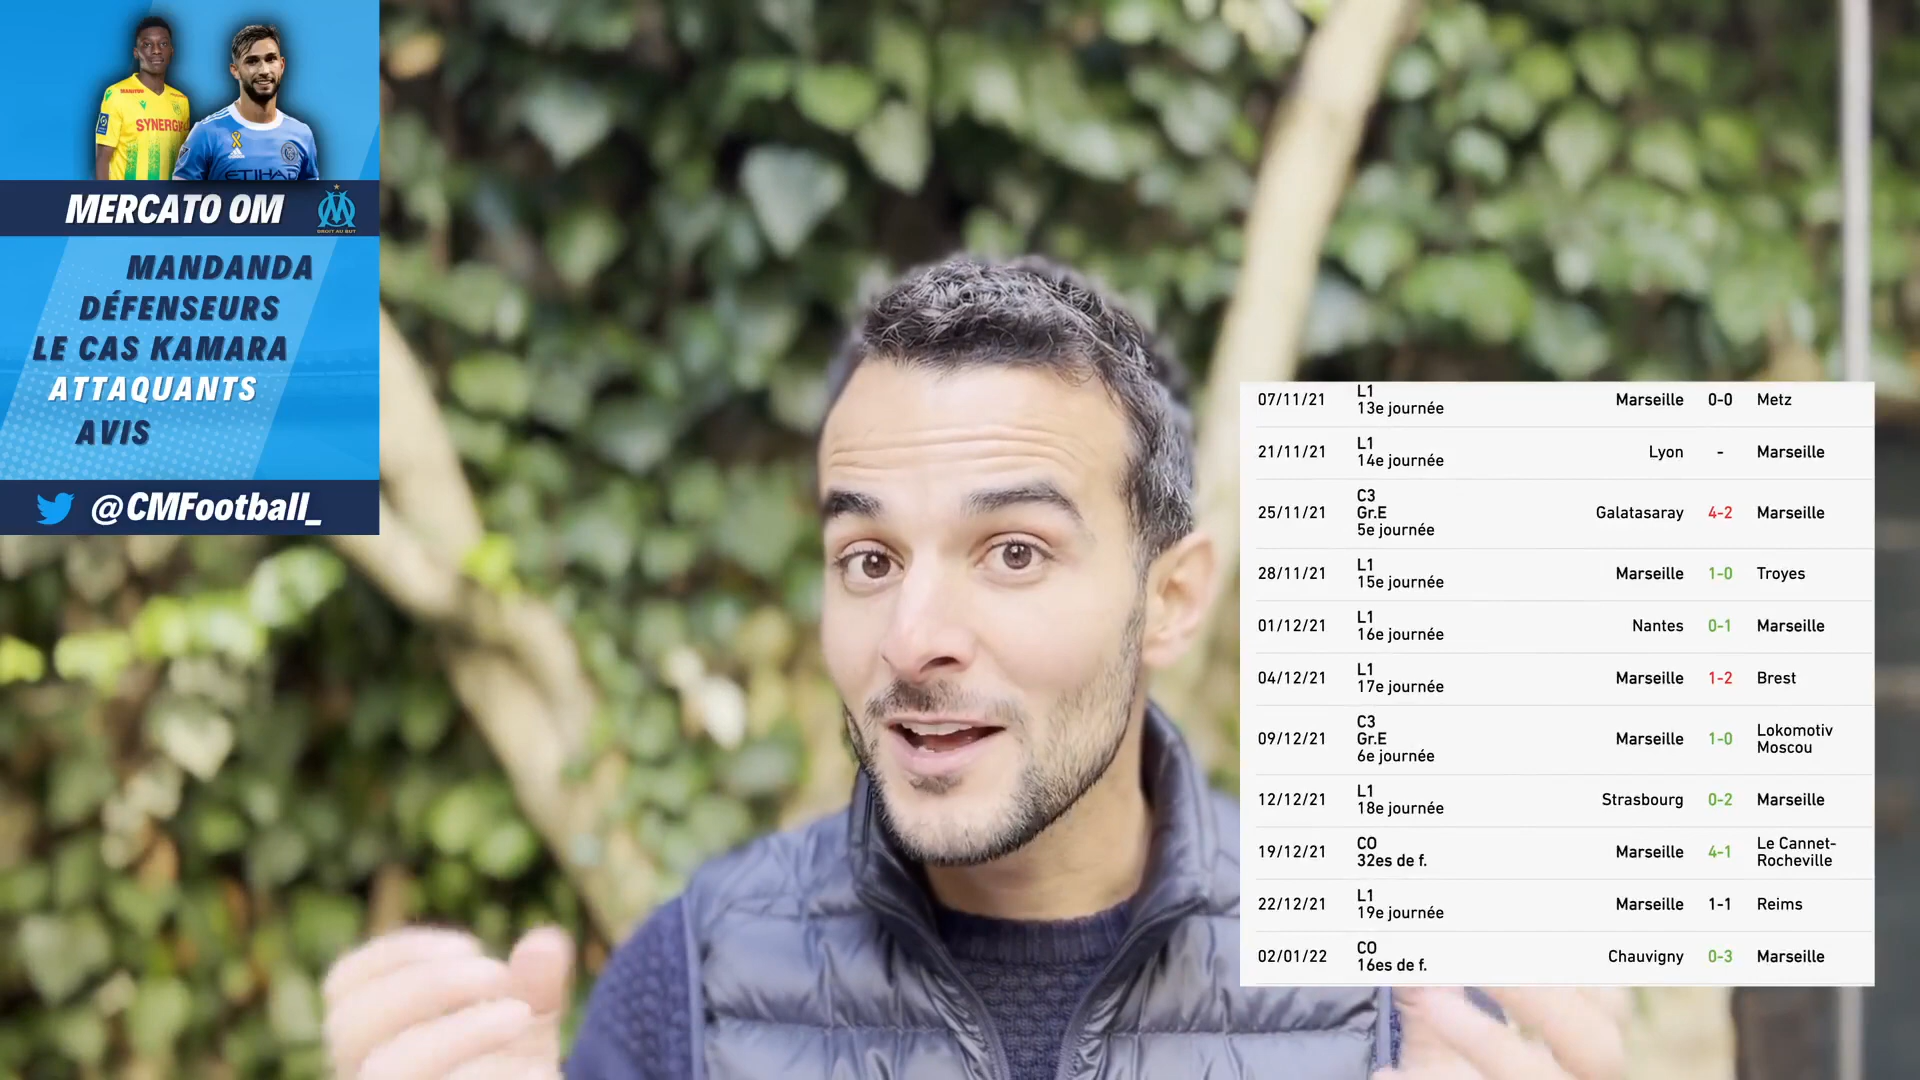 SYNERGI
ETIHAD
MERCATO OM
DROIT AU BUT
MANDANDA
DÉFENSEURS
LE CAS KAMARA
ATTAQUANTS
AVIS
@CMFootball_
07/11/21 L1 13e journée Marseille 0-0 Metz
21/11/21 L1 14e journée Lyon - Marseille
25/11/21 C3 Gr.E 5e journée Galatasaray 4-2 Marseille
28/11/21 L1 15e journée Marseille 1-0 Troyes
01/12/21 L1 16e journée Nantes 0-1 Marseille
04/12/21 L1 17e journée Marseille 1-2 Brest
09/12/21 C3 Gr.E 6e journée Marseille 1-0 Lokomotiv Moscou
12/12/21 L1 18e journée Strasbourg 0-2 Marseille
19/12/21 CO 32es de f. Marseille 4-1 Le Cannet-Rocheville
22/12/21 L1 19e journée Marseille 1-1 Reims
02/01/22 CO 16es de f. Chauvigny 0-3 Marseille